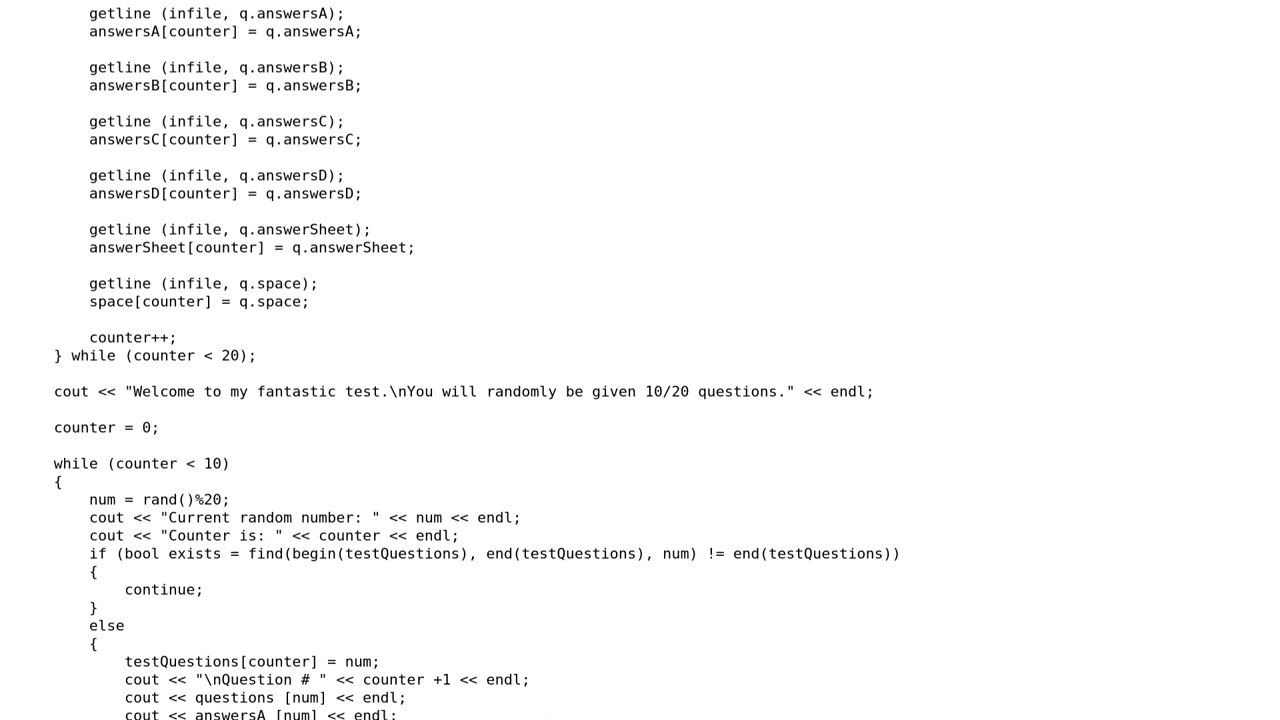 getline (infile, q.answersA);
answersA[counter] = q.answersA;
getline (infile, q.answersB);
answersB[counter] = q.answersB;
getline (infile, q.answersC);
answersC[counter] = q.answersC;
getline (infile, q.answersD);
answersD[counter] = q.answersD;
getline (infile, q.answerSheet);
answerSheet[counter] = q.answerSheet;
getline (infile, q.space);
space[counter] = q.space;
counter++;
} while (counter < 20);
cout << "Welcome to my fantastic test.\nYou will randomly be given 10/20 questions." << endl;
counter = 0;
while (counter < 10)
{
num = rand()%20;
cout << "Current random number: " << num << endl;
cout << "Counter is: " << counter << endl;
if (bool exists = find(begin(testQuestions), end(testQuestions), num) != end(testQuestions))
{
continue;
}
else
{
testQuestions[counter] = num;
cout << "\nQuestion # " << counter +1 << endl;
cout << questions [num] << endl;
cout << answersA [num] << endl;